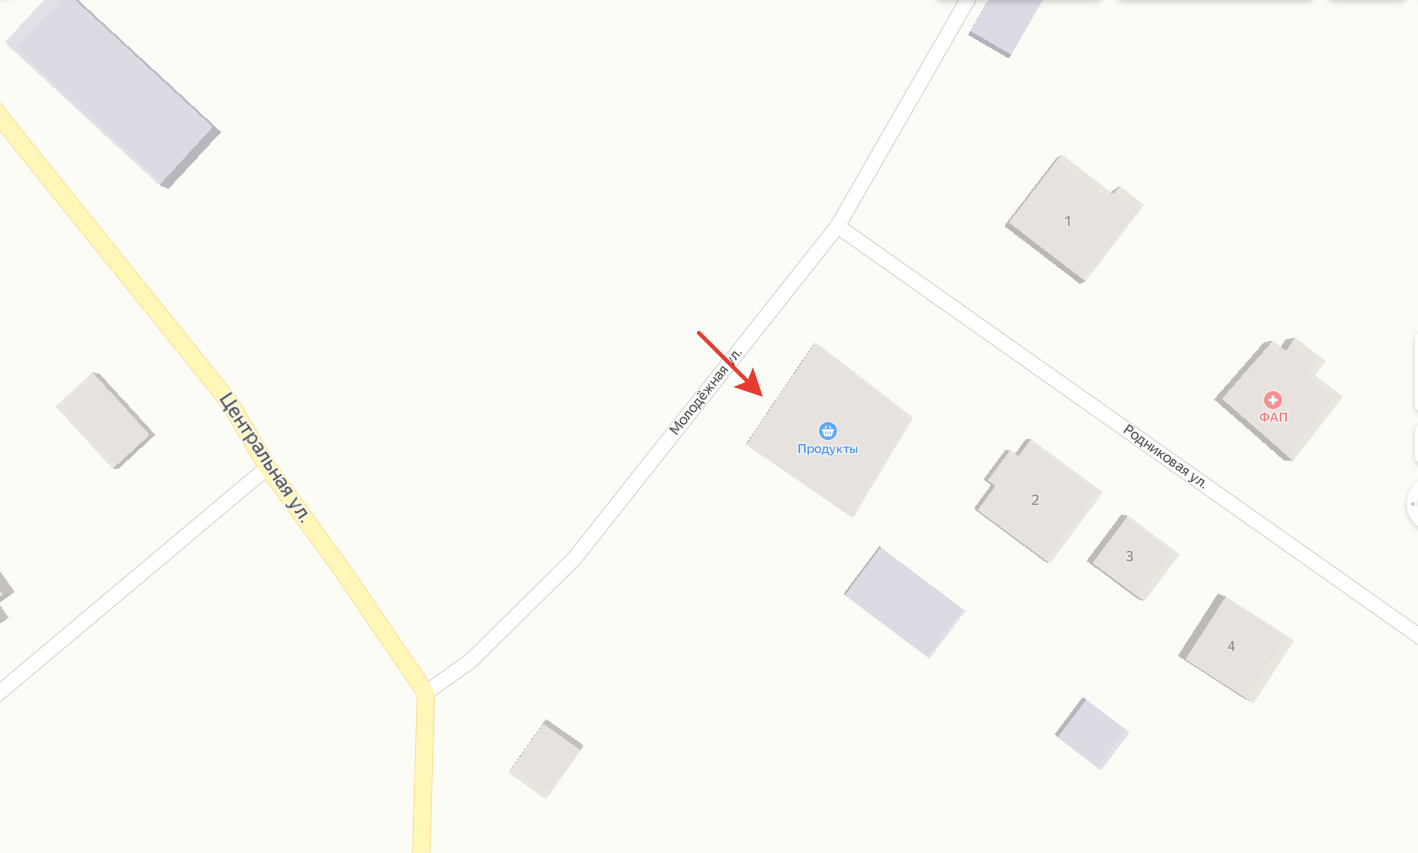 1
Молодёжная ул.
Центральная ул.
ФАП
Продукты
Родниковая ул.
2
3
4